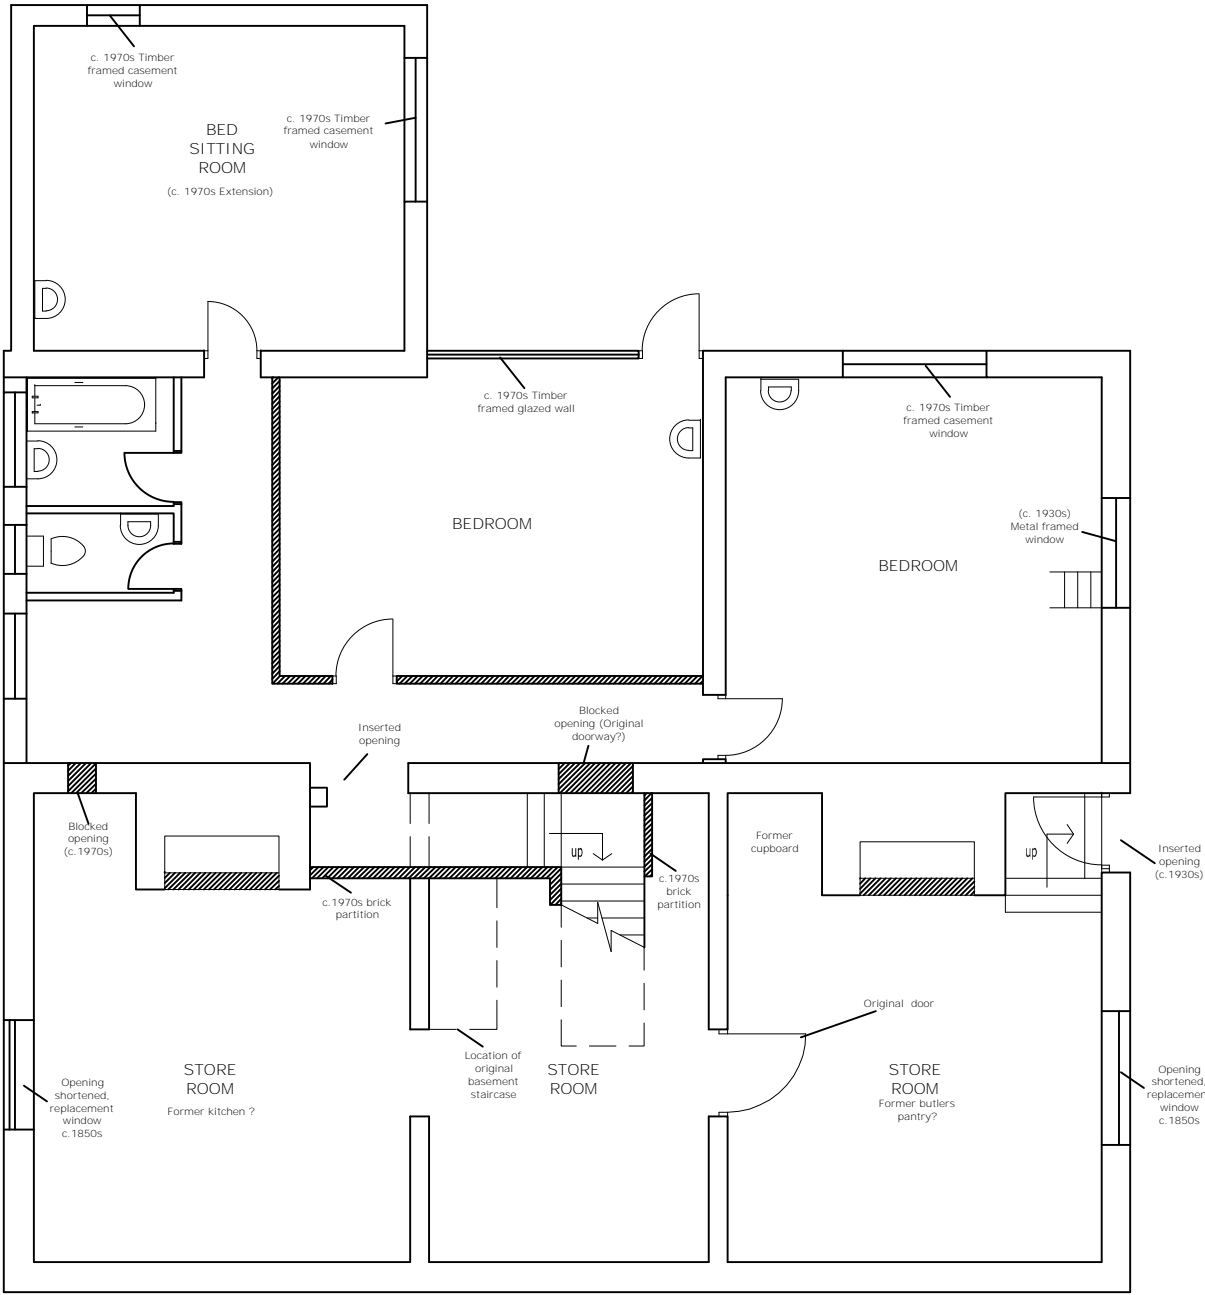 c. 1970s Timber
framed casement
window
c. 1970s Timber
framed casement
window
BED
SITTING
ROOM
(c. 1970s Extension)
c. 1970s Timber
framed glazed wall
c. 1970s Timber
framed casement
window
(c. 1930s)
Metal framed
window
BEDROOM
BEDROOM
Inserted
opening
Blocked
opening (Original
doorway?)
Blocked
opening
(c.1970s)
up
Former
cupboard
up
Inserted
opening
(c.1930s)
c.1970s brick
partition
c.1970s
brick
partition
Original door
Location of
original
basement
staircase
STORE
ROOM
Former kitchen ?
STORE
ROOM
STORE
ROOM
Former butlers
pantry?
Opening
shortened,
replacement
window
c.1850s
Opening
shortened,
replacemen
window
c.1850s